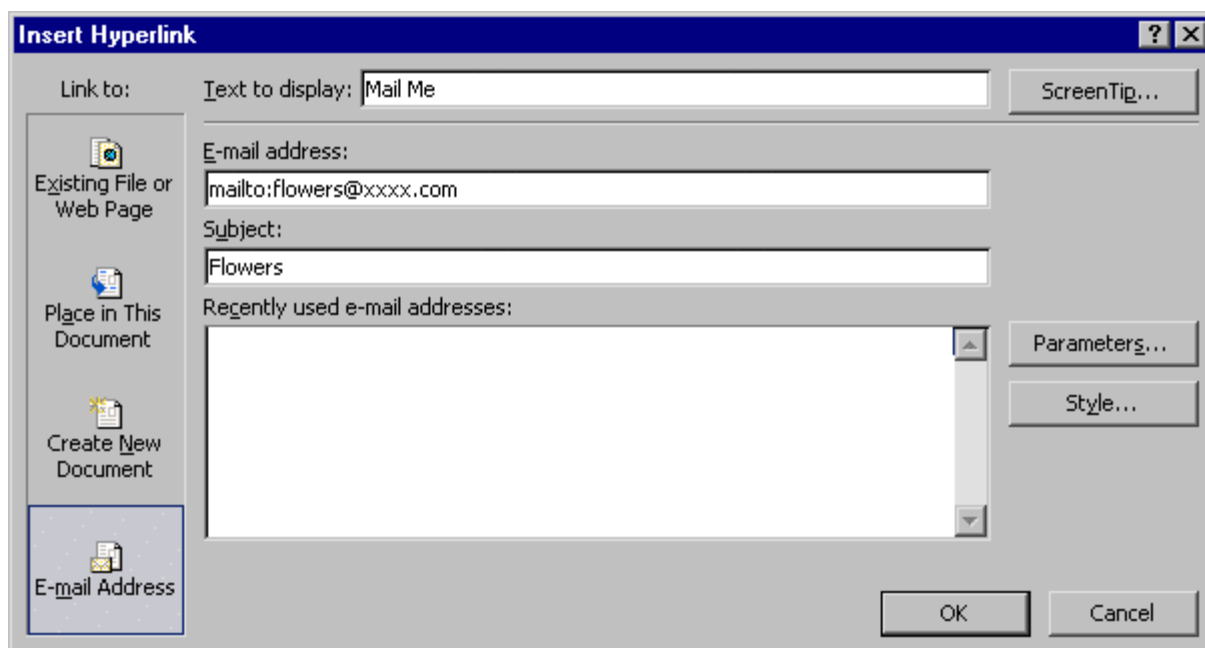 Insert Hyperlink
Link to:
Text to display: Mail Me
ScreenTip...
Existing File or
Web Page
Place in This
Document
Create New
Document
E-mail Address
E-mail address:
mailto:flowers@xxxx.com
Subject:
Flowers
Recently used e-mail addresses:
Parameters...
Style...
OK
Cancel